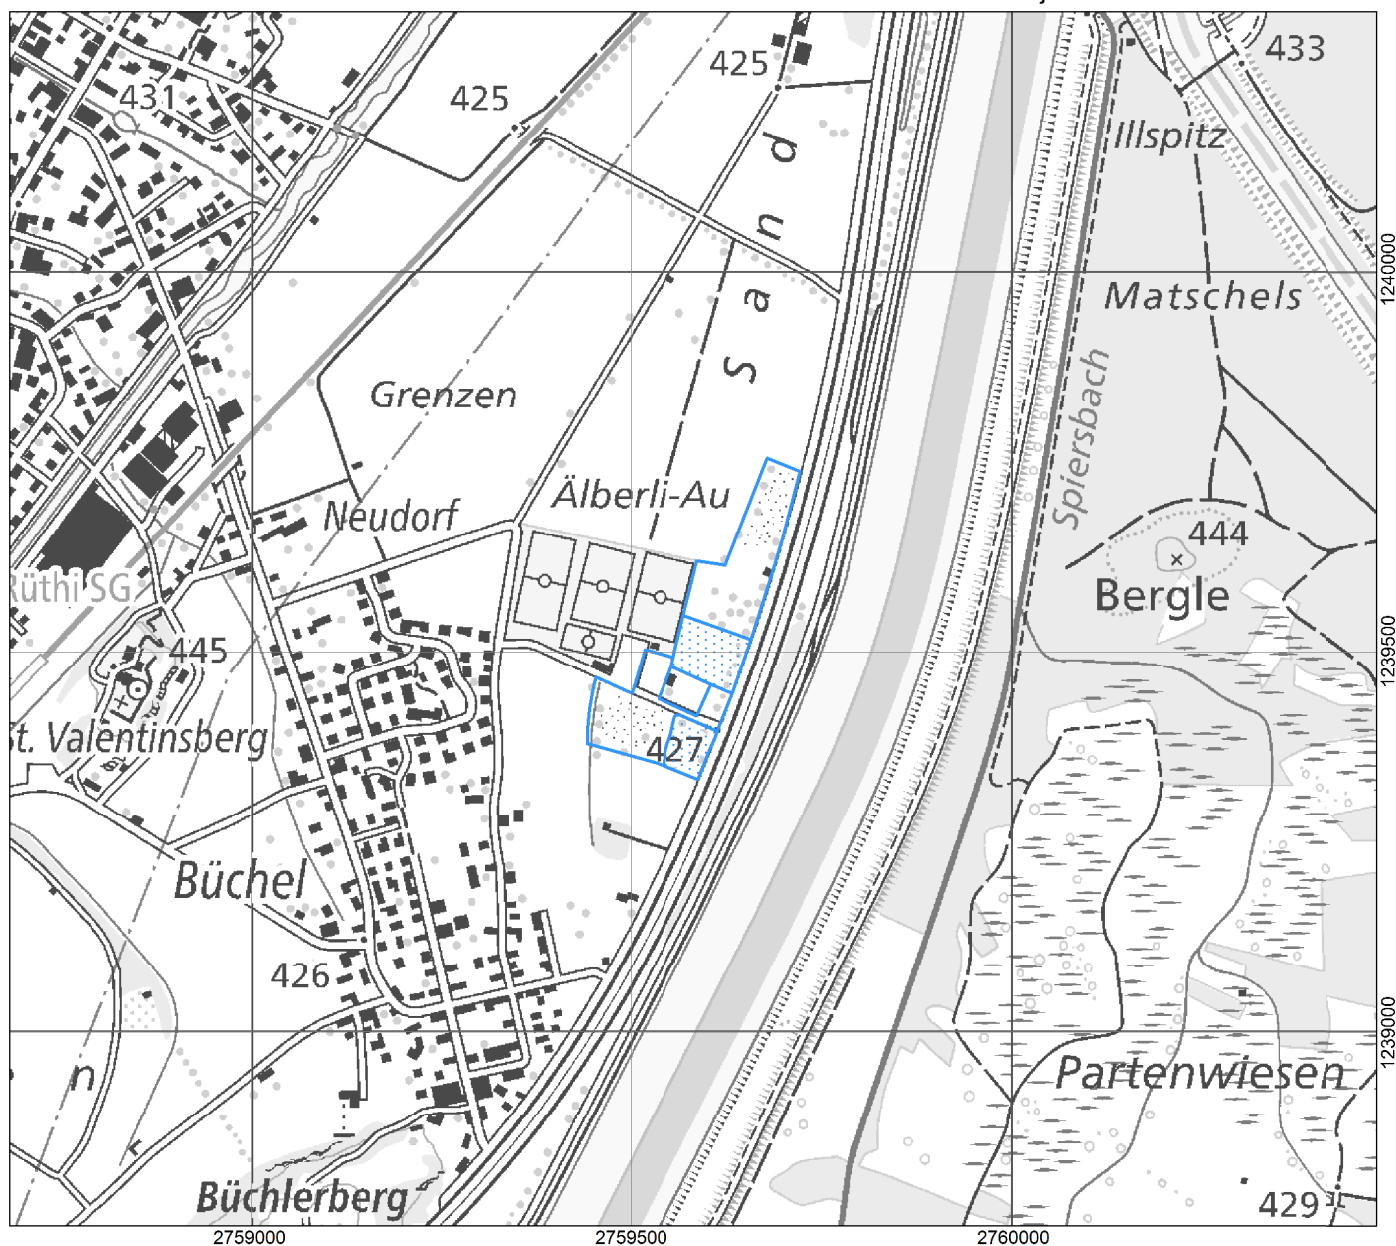 433
425
431
425
Illspitz
Sand
1240000
Matschels
Grenzen
Spiersbach
Älberli-Au
Neudorf
444
Rüthi SG
Bergle
445
1239500
St. Valentinsberg
427
Büchel
426
1239000
n
Partenwiesen
Büchlerberg
429
2759000
2759500
2760000